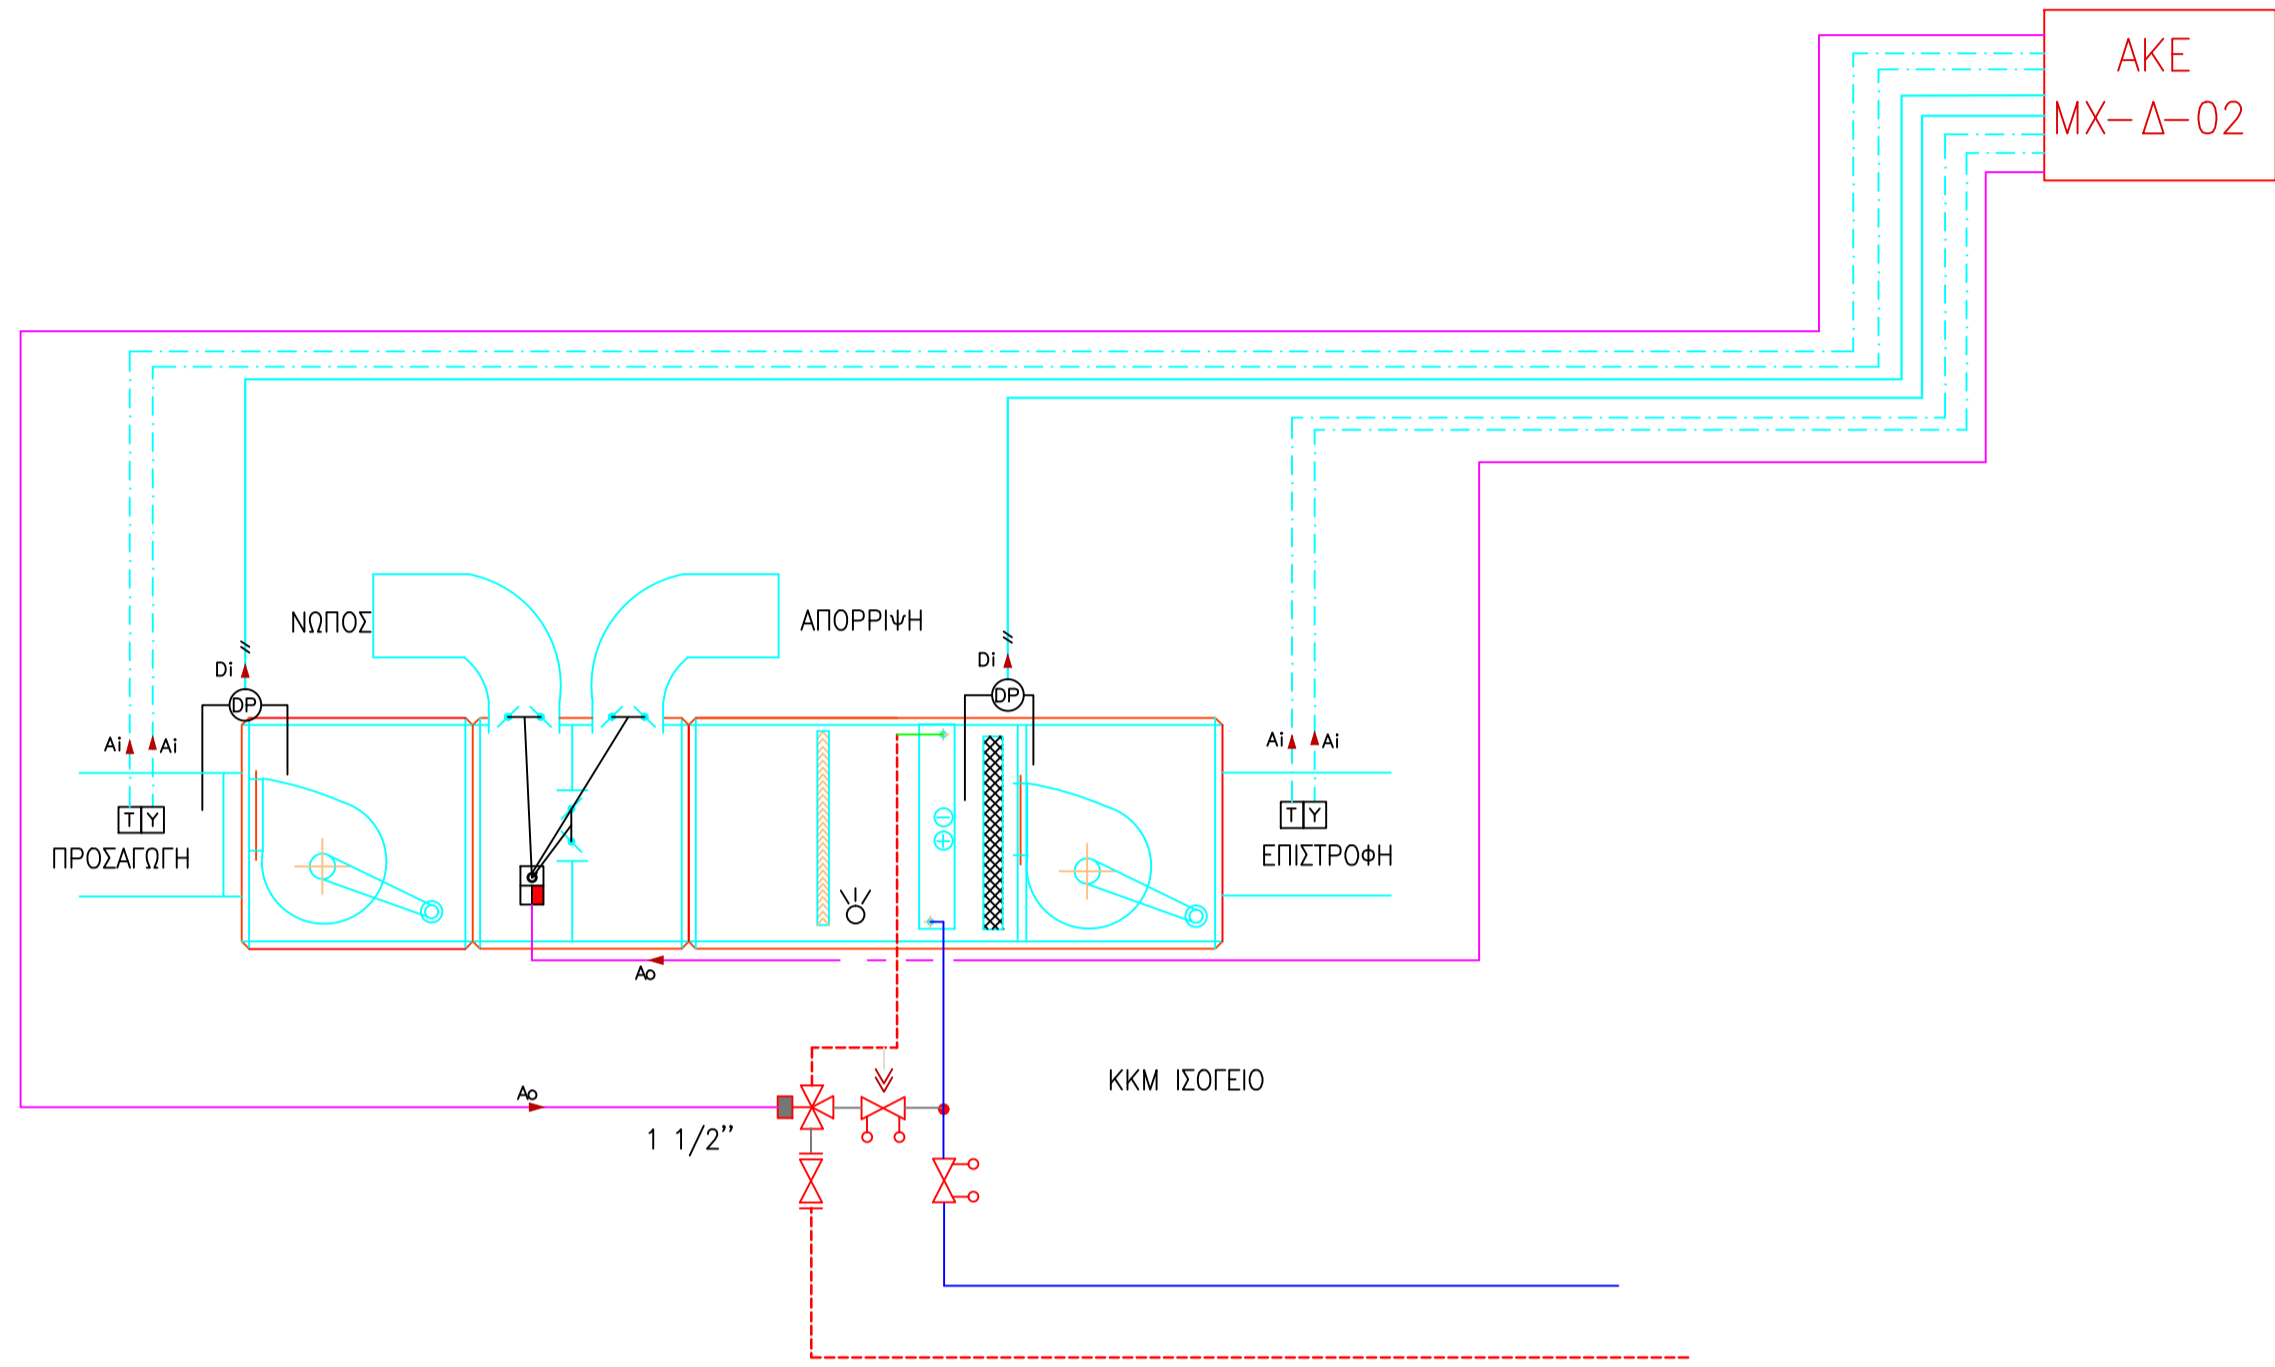 ΑΚΕ
ΜΧ-Δ-02
ΝΩΠΟΣ
ΑΠΟΡΡΙΨΗ
Di
DP
Di
DP
Ai
Ai
Ai
Ai
T Y
T Y
ΠΡΟΣΑΓΩΓΗ
ΕΠΙΣΤΡΟΦΗ
Ao
ΚΚΜ ΙΣΟΓΕΙΟ
Ao
1 1/2’’